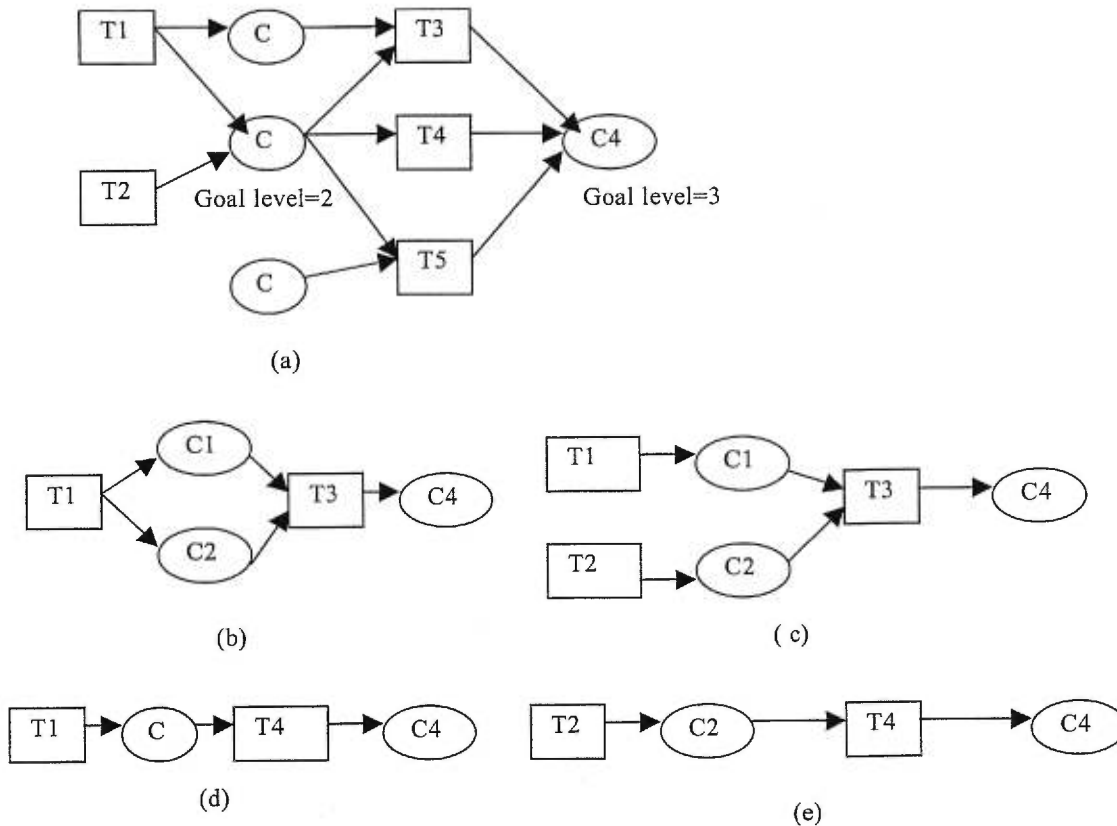 T1
C
T3
C
T4
C4
T2
Goal level=2
Goal level=3
C
T5
(a)
C1
T1
T3
C4
C2
(b)
T1
C1
T3
C4
T2
C2
( c)
T1
C
T4
C4
(d)
T2
C2
T4
C4
(e)